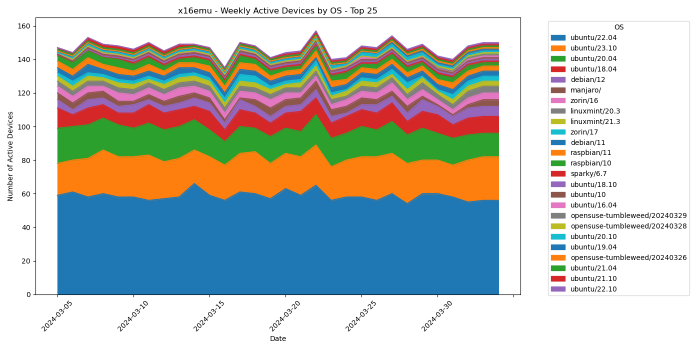 x16emu - Weekly Active Devices by OS - Top 25
160
140
120
100
80
60
40
20
0
Number of Active Devices
2024-03-05
2024-03-10
2024-03-15
2024-03-20
2024-03-25
2024-03-30
Date
OS
ubuntu/22.04
ubuntu/23.10
ubuntu/20.04
ubuntu/18.04
debian/12
manjaro/
zorin/16
linuxmint/20.3
linuxmint/21.3
zorin/17
debian/11
raspbian/11
raspbian/10
sparky/6.7
ubuntu/18.10
ubuntu/10
ubuntu/16.04
opensuse-tumbleweed/20240329
opensuse-tumbleweed/20240328
ubuntu/20.10
ubuntu/19.04
opensuse-tumbleweed/20240326
ubuntu/21.04
ubuntu/21.10
ubuntu/22.10